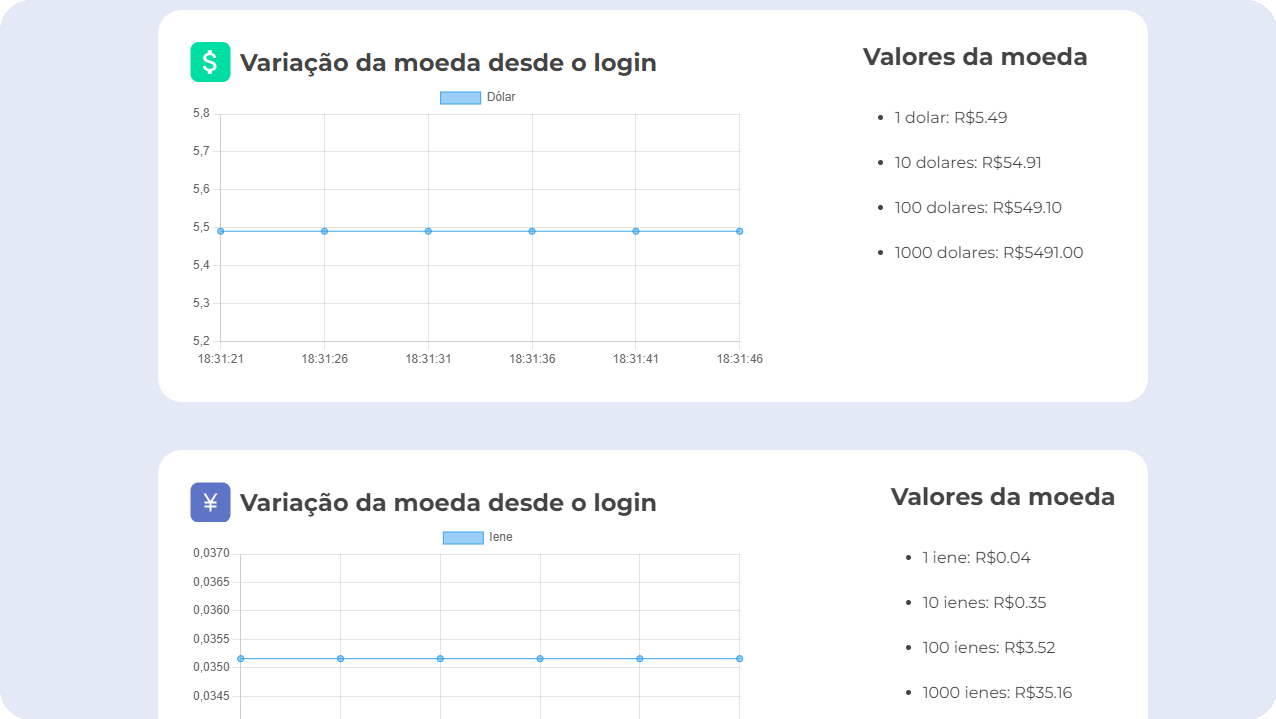 $ Variação da moeda desde o login
Dólar
5,8
5,7
5,6
5,5
5,4
5,3
5,2
18:31:21 18:31:26 18:31:31 18:31:36 18:31:41 18:31:46
Valores da moeda
• 1 dolar: R$5.49
• 10 dolares: R$54.91
• 100 dolares: R$549.10
• 1000 dolares: R$5491.00
¥ Variação da moeda desde o login
Iene
0,0370
0,0365
0,0360
0,0355
0,0350
0,0345
Valores da moeda
• 1 iene: R$0.04
• 10 ienes: R$0.35
• 100 ienes: R$3.52
• 1000 ienes: R$35.16